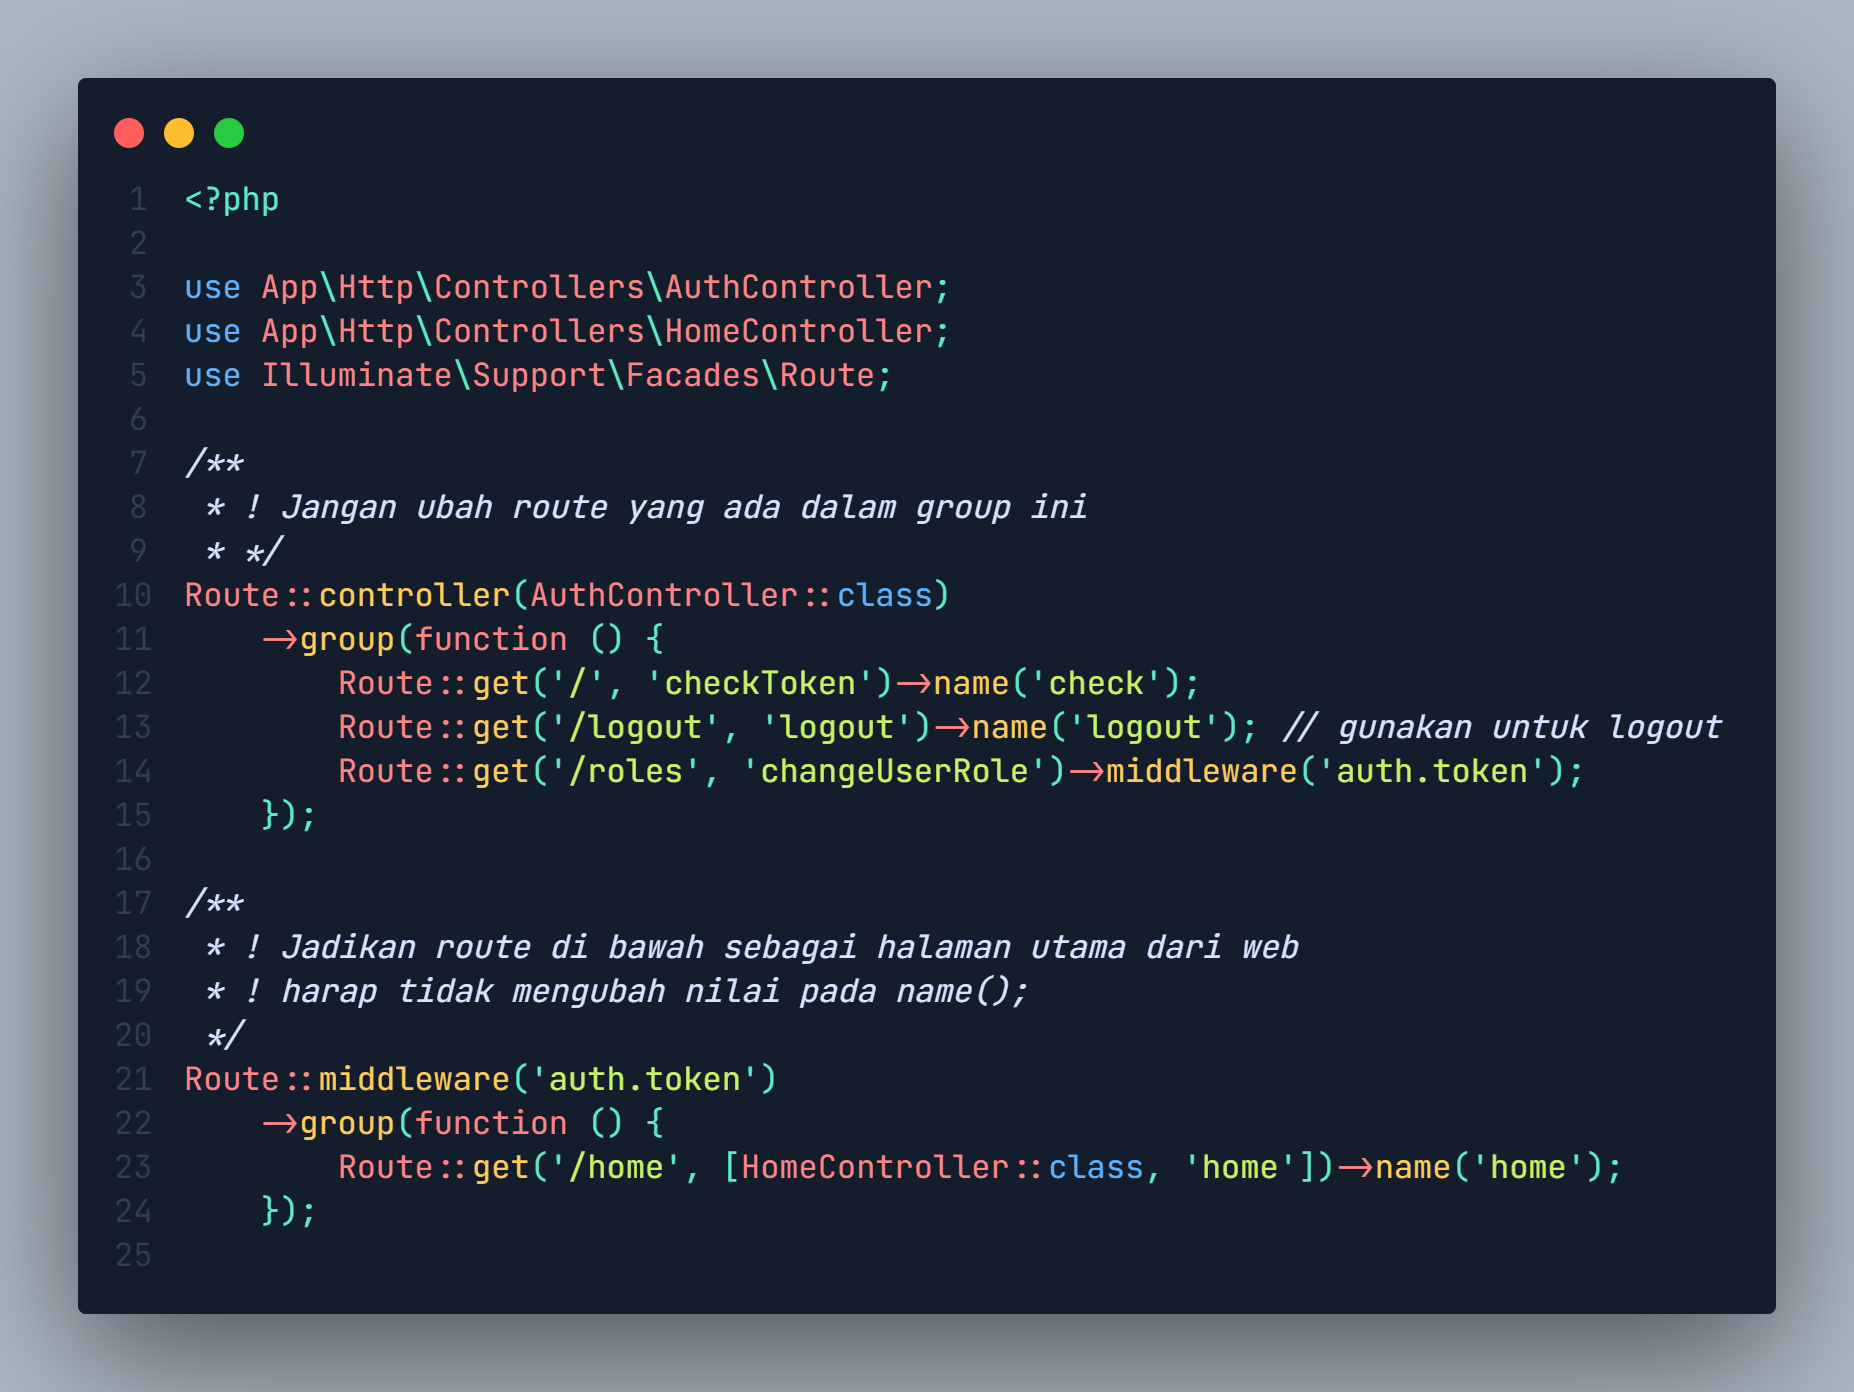 1 <?php
2
3 use App\Http\Controllers\AuthController;
4 use App\Http\Controllers\HomeController;
5 use Illuminate\Support\Facades\Route;
6
7 /**
8  * ! Jangan ubah route yang ada dalam group ini
9  * */
10 Route::controller(AuthController::class)
11     ->group(function () {
12         Route::get('/', 'checkToken')->name('check');
13         Route::get('/logout', 'logout')->name('logout'); // gunakan untuk logout
14         Route::get('/roles', 'changeUserRole')->middleware('auth.token');
15     });
16
17 /**
18  * ! Jadikan route di bawah sebagai halaman utama dari web
19  * ! harap tidak mengubah nilai pada name();
20  */
21 Route::middleware('auth.token')
22     ->group(function () {
23         Route::get('/home', [HomeController::class, 'home'])->name('home');
24     });
25